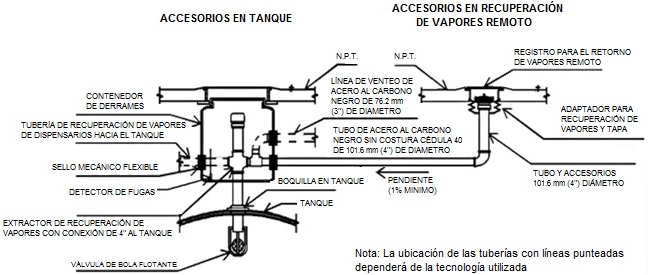 ACCESORIOS EN TANQUE
ACCESORIOS EN RECUPERACIÓN
DE VAPORES REMOTO
N.P.T.
N.P.T.
REGISTRO PARA EL RETORNO
DE VAPORES REMOTO
LÍNEA DE VENTEO DE
ACERO AL CARBONO
NEGRO DE 76.2 mm
(3") DE DIAMETRO
CONTENEDOR
DE DERRAMES
ADAPTADOR PARA
RECUPERACIÓN DE
VAPORES Y TAPA
TUBERÍA DE RECUPERACIÓN DE VAPORES
DE DISPENSARIOS HACIA EL TANQUE
TUBO DE ACERO AL CARBONO
NEGRO SIN COSTURA CÉDULA 40
DE 101.6 mm (4") DE DIAMETRO
SELLO MECÁNICO FLEXIBLE
DETECTOR DE FUGAS
PENDIENTE
(1% MINIMO)
TUBO Y ACCESORIOS
101.6 mm (4") DIÁMETRO
BOQUILLA EN TANQUE
TANQUE
EXTRACTOR DE RECUPERACIÓN DE
VAPORES CON CONEXIÓN DE 4" AL TANQUE
VÁLVULA DE BOLA FLOTANTE
Nota: La ubicación de las tuberías con líneas punteadas
dependerá de la tecnología utilizada